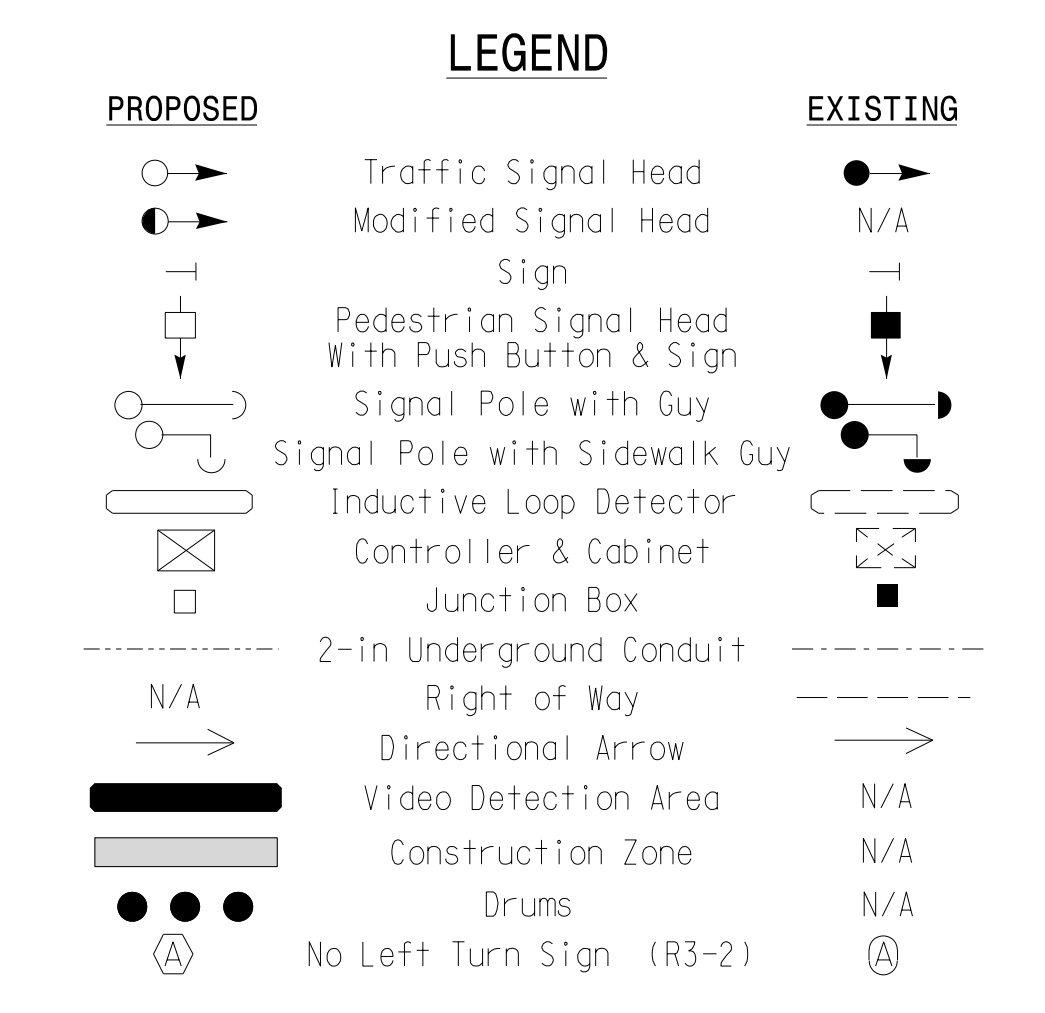 LEGEND
PROPOSED EXISTING
Traffic Signal Head
Modified Signal Head N/A
Sign
Pedestrian Signal Head
With Push Button & Sign
Signal Pole with Guy
Signal Pole with Sidewalk Guy
Inductive Loop Detector
Controller & Cabinet
Junction Box
2-in Underground Conduit
N/A Right of Way
Directional Arrow
Video Detection Area N/A
Construction Zone N/A
Drums N/A
A No Left Turn Sign (R3-2) A